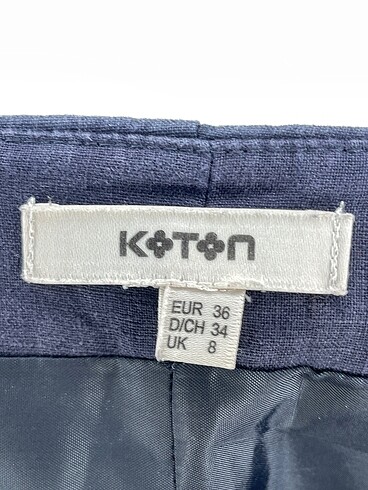 KOTON
EUR 36
D/CH 34
UK 8